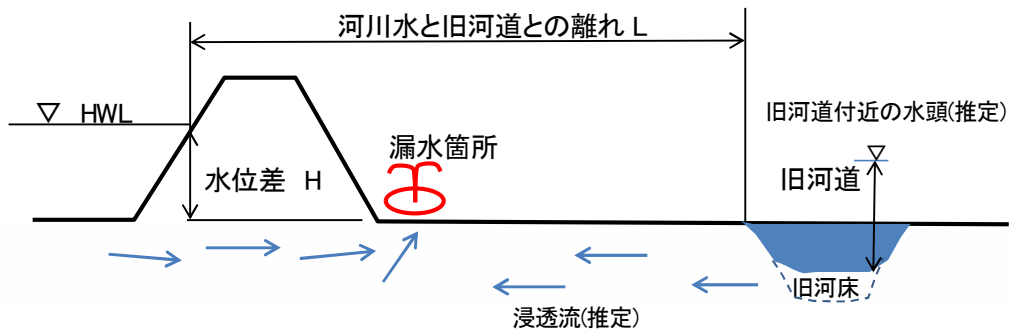 河川水と旧河道との離れ L
▽ HWL
旧河道付近の水頭(推定)
▽
漏水箇所
水位差 H
旧河道
旧河床
浸透流(推定)